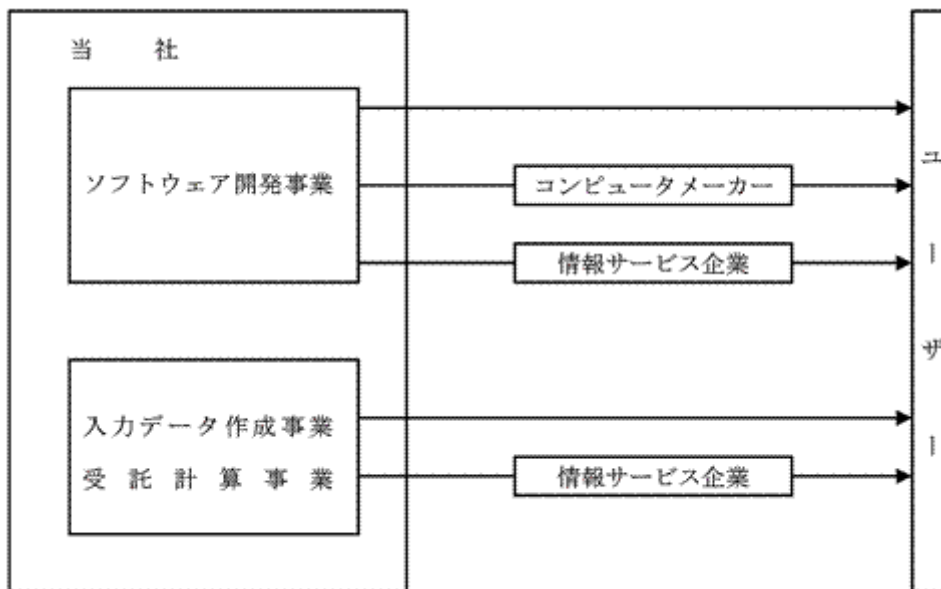 当社
ソフトウェア開発事業
コンピュータメーカー
情報サービス企業
入力データ作成事業
受託計算事業
情報サービス企業
ユーザー